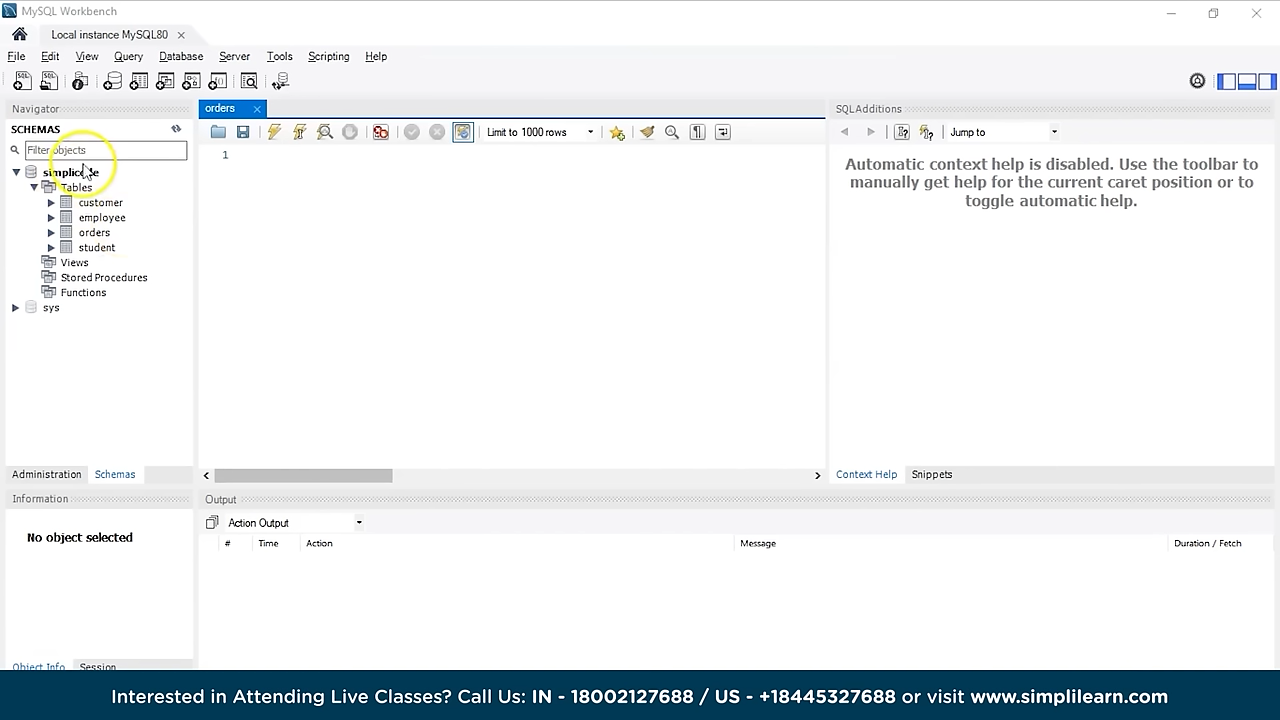 MySQL Workbench
Local instance MySQL80
File Edit View Query Database Server Tools Scripting Help
Navigator
SCHEMAS
Filter objects
Tables
customer
employee
orders
student
Views
Stored Procedures
Functions
sys
Administration Schemas
Information
No object selected
Object Info Session
orders
Limit to 1000 rows
1
SQLAdditions
Jump to
Automatic context help is disabled. Use the toolbar to
manually get help for the current caret position or to
toggle automatic help.
Context Help Snippets
Output
Action Output
# Time Action Message Duration / Fetch
Interested in Attending Live Classes? Call Us: IN - 18002127688 / US - +18445327688 or visit www.simplilearn.com